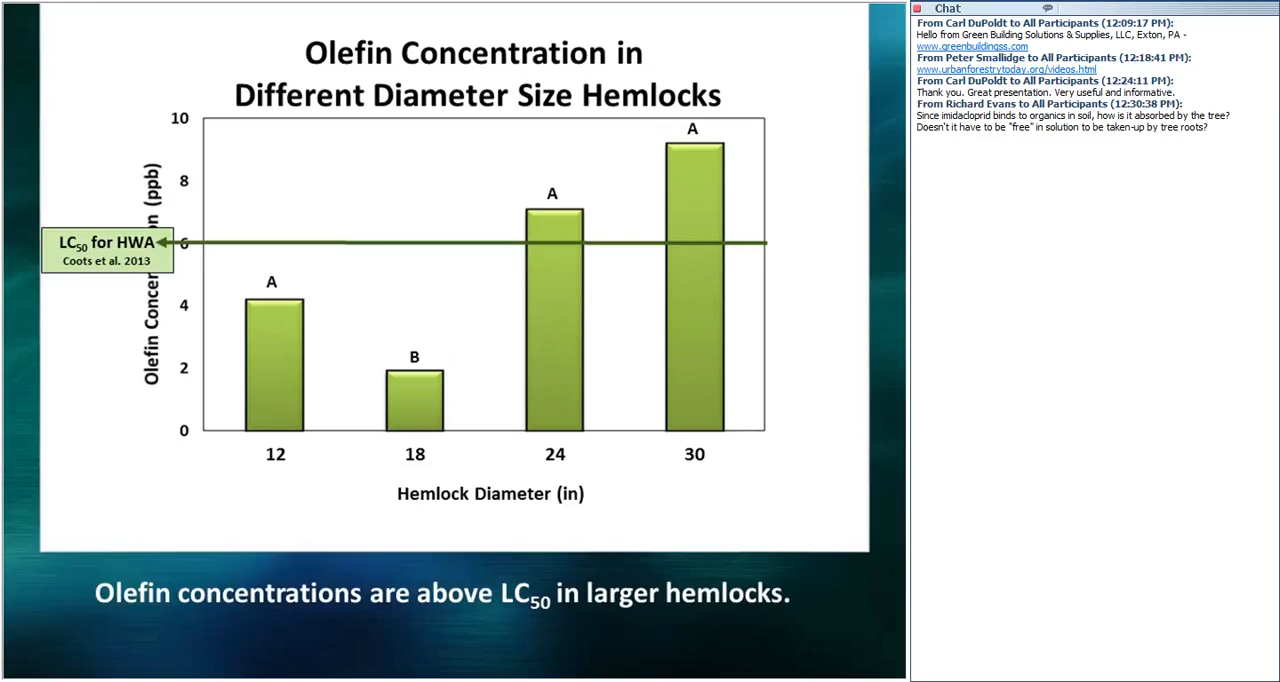 Olefin Concentration in
Different Diameter Size Hemlocks
10
8
6
4
2
0
Olefin Concer n (ppb)
LC50 for HWA
Coots et al. 2013
A
B
A
A
12 18 24 30
Hemlock Diameter (in)
Olefin concentrations are above LC50 in larger hemlocks.
Chat
From Carl DuPoldt to All Participants (12:09:17 PM):
Hello from Green Building Solutions & Supplies, LLC, Exton, PA -
www.greenbuildingss.com
From Peter Smallidge to All Participants (12:18:41 PM):
www.urbanforestrytoday.org/videos.html
From Carl DuPoldt to All Participants (12:24:11 PM):
Thank you. Great presentation. Very useful and informative.
From Richard Evans to All Participants (12:30:38 PM):
Since imidacloprid binds to organics in soil, how is it absorbed by the tree?
Doesn't it have to be "free" in solution to be taken-up by tree roots?